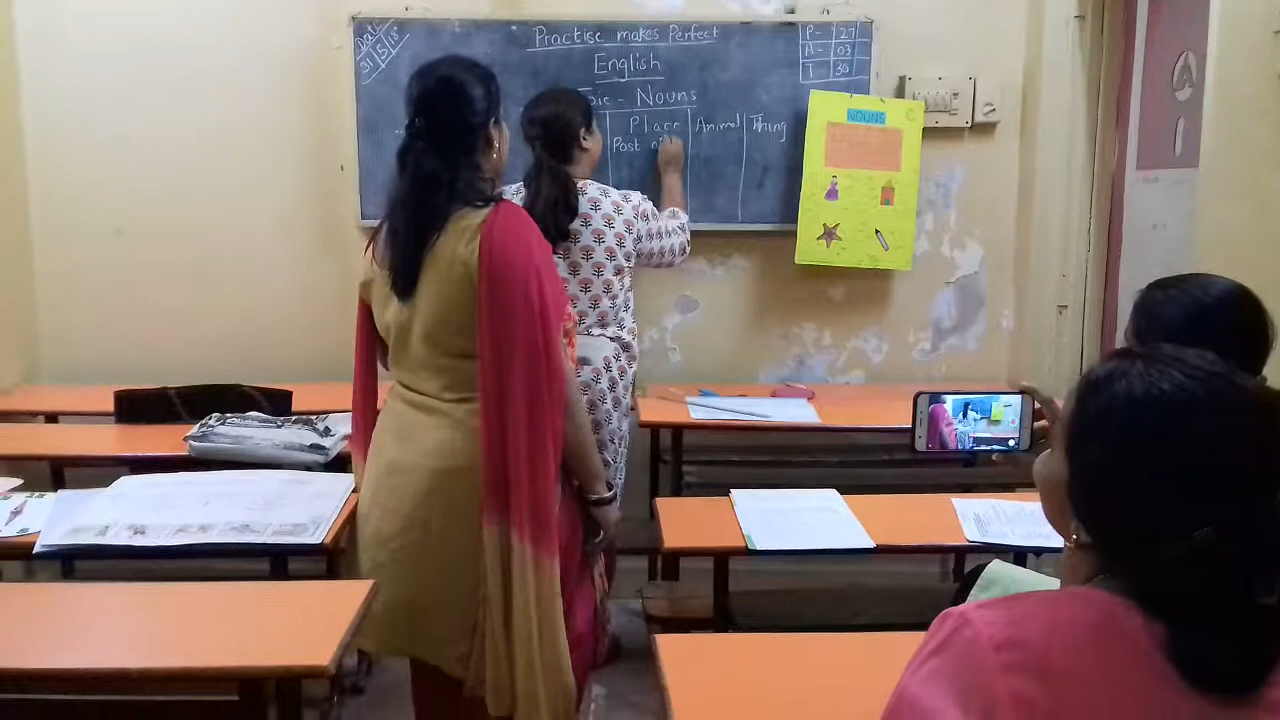 Date
31/5/18
Practise makes Perfect
P- 27
A- 03
T- 30
English
Nouns
Place
Animal
Thing
Post
NOUNS
A